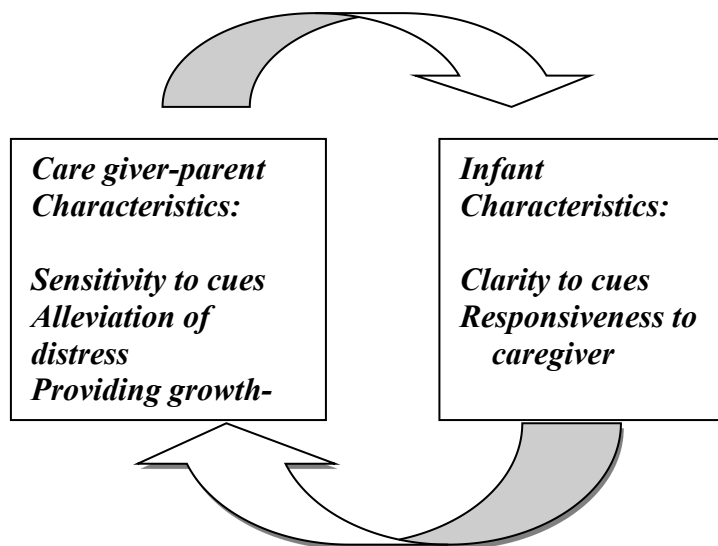 Care giver-parent
Characteristics:
Sensitivity to cues
Alleviation of
distress
Providing growth-
Infant
Characteristics:
Clarity to cues
Responsiveness to
caregiver